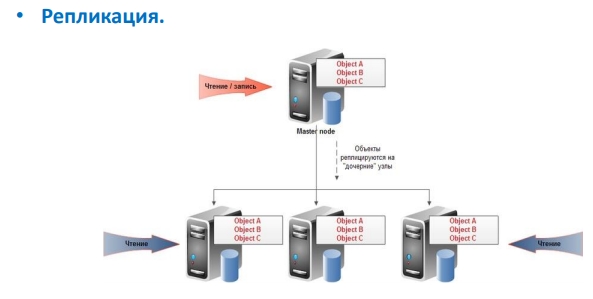 • Репликация.
Object A
Object B
Object C
Чтение / запись
Master node
Объекты
реплицируются на
"дочерние" узлы
Object A
Object B
Object C
Object A
Object B
Object C
Object A
Object B
Object C
Чтение
Чтение